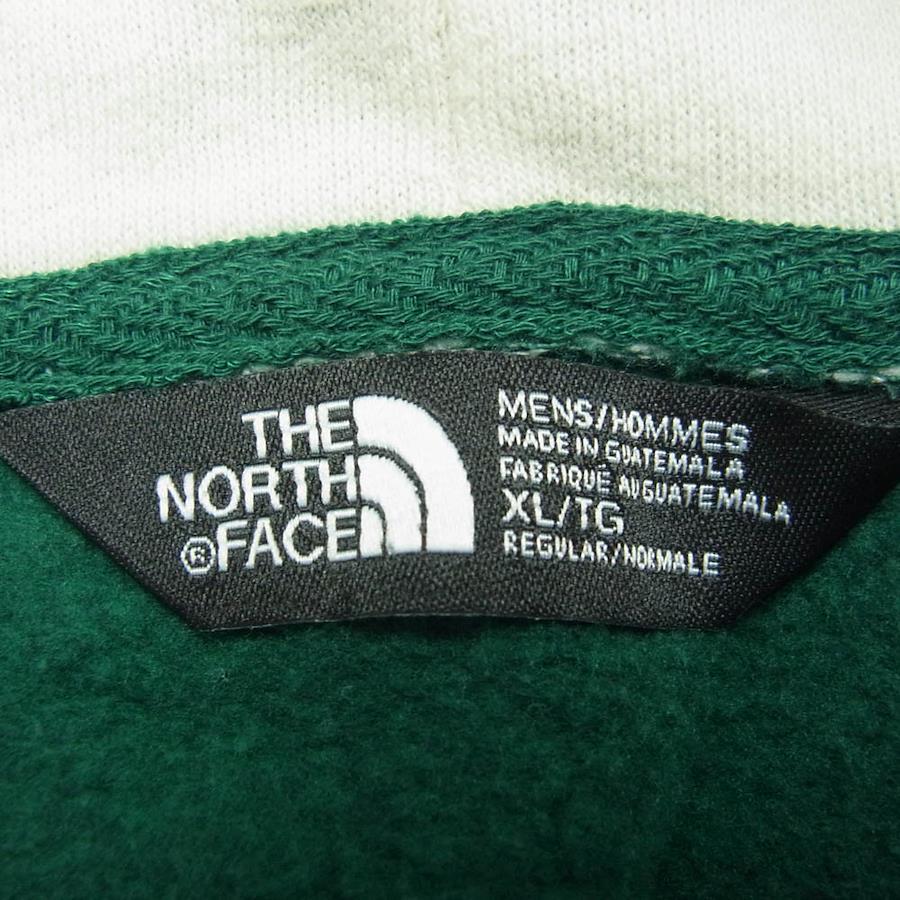 THE
NORTH
®FACE
MENS/HOMMES
MADE IN GUATEMALA
FABRIQUÉ AU GUATEMALA
XL/TG
REGULAR/NORMALE